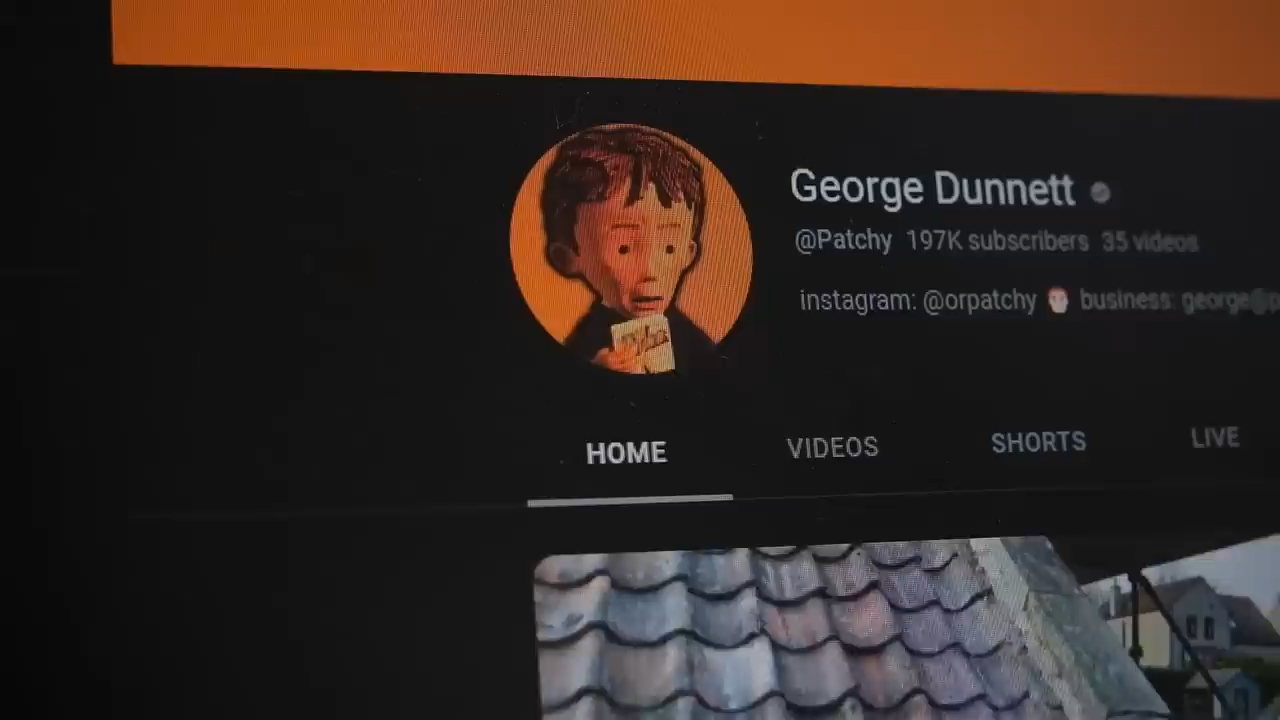 George Dunnett
@Patchy 197K subscribers 35 videos
instagram: @orpatchy business: george@
HOME VIDEOS SHORTS LIVE